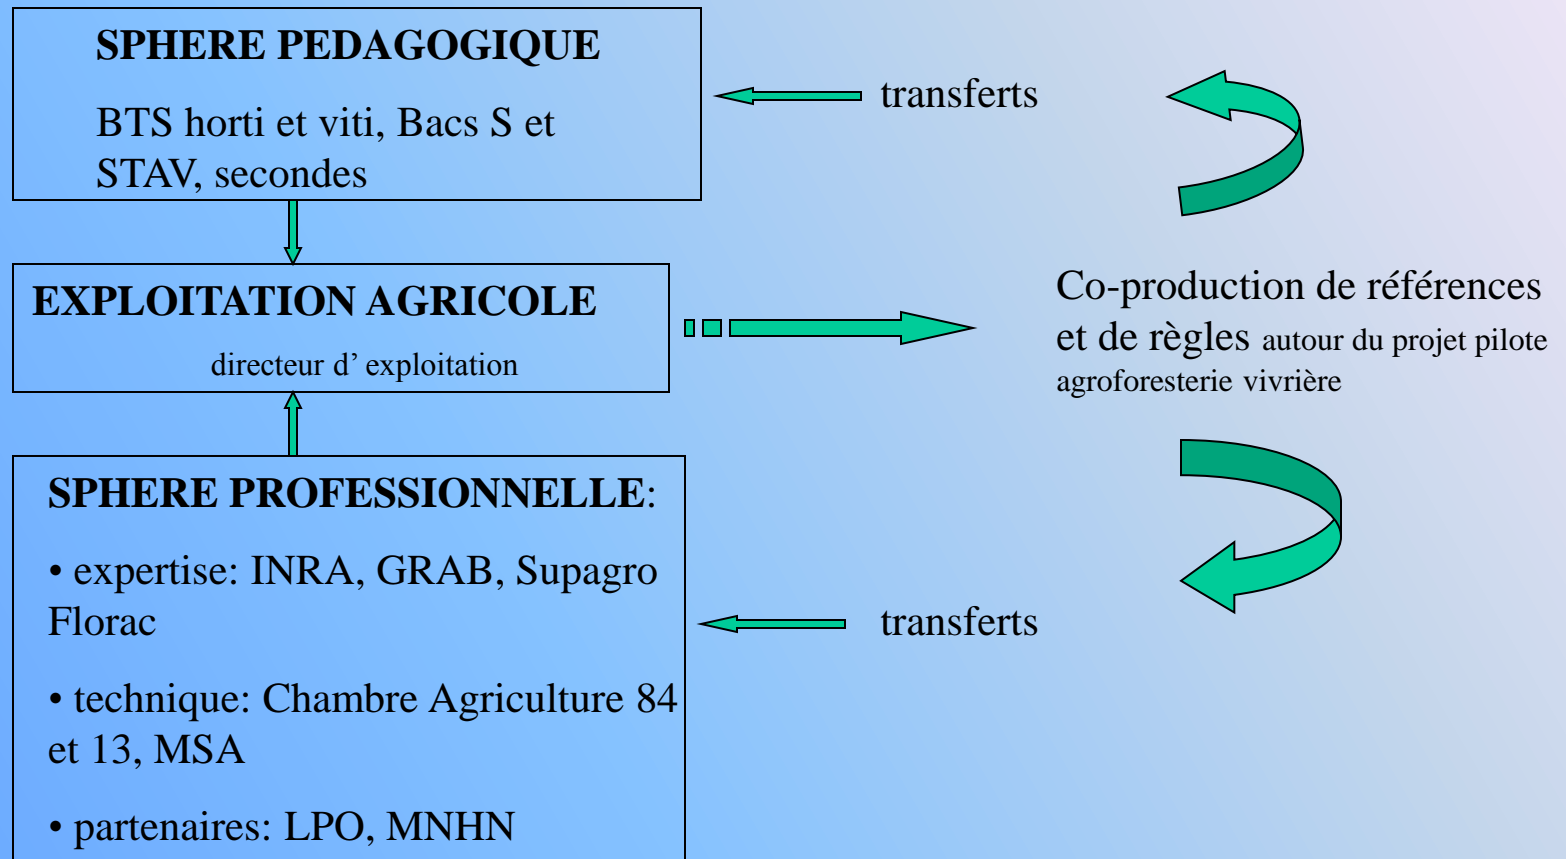 SPHERE PEDAGOGIQUE
BTS horti et viti, Bacs S et
STAV, secondes
transferts
EXPLOITATION AGRICOLE
directeur d’ exploitation
Co-production de références
et de règles autour du projet pilote
agroforesterie vivrière
SPHERE PROFESSIONNELLE:
• expertise: INRA, GRAB, Supagro
Florac
transferts
• technique: Chambre Agriculture 84
et 13, MSA
• partenaires: LPO, MNHN